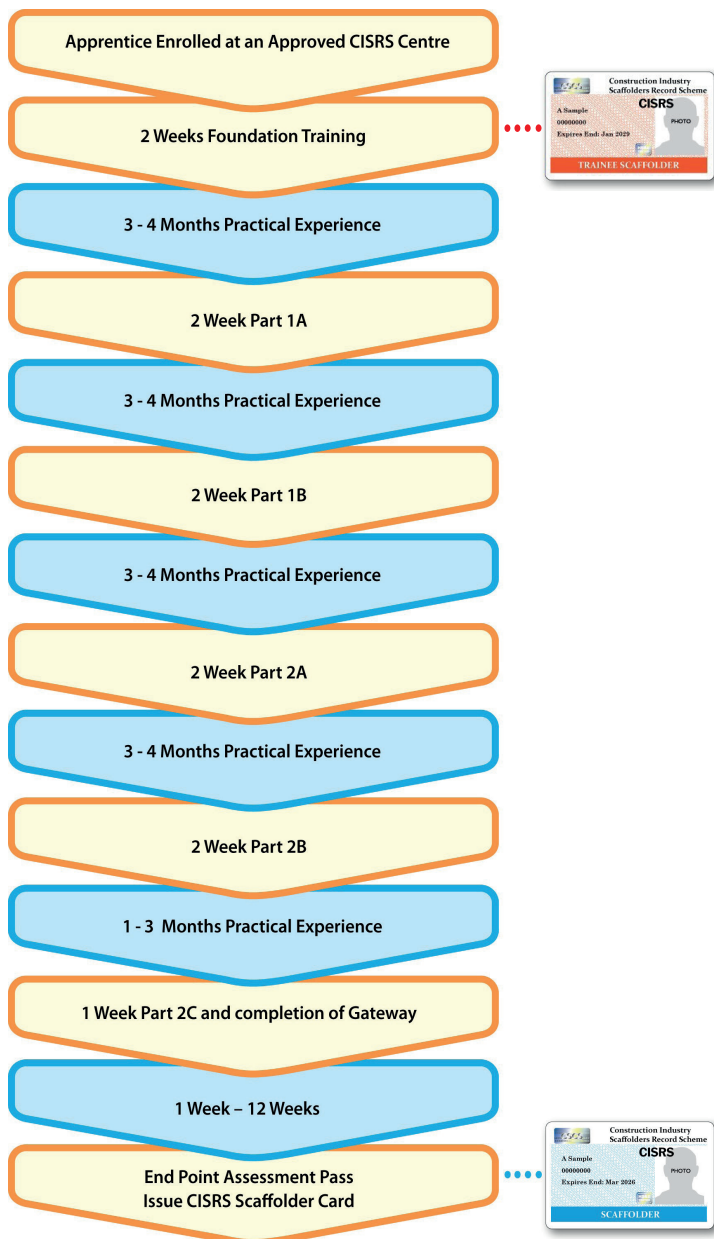 Apprentice Enrolled at an Approved CISRS Centre
2 Weeks Foundation Training
Construction Industry
Scaffolders Record Scheme
CISRS
A Sample
00000000
PHOTO
Expires End: Jan 2029
TRAINEE SCAFFOLDER
3 - 4 Months Practical Experience
2 Week Part 1A
3 - 4 Months Practical Experience
2 Week Part 1B
3 - 4 Months Practical Experience
2 Week Part 2A
3 - 4 Months Practical Experience
2 Week Part 2B
1 - 3 Months Practical Experience
1 Week Part 2C and completion of Gateway
1 Week – 12 Weeks
End Point Assessment Pass
Issue CISRS Scaffolder Card
Construction Industry
Scaffolders Record Scheme
CISRS
A Sample
00000000
PHOTO
Expires End: Mar 2026
SCAFFOLDER